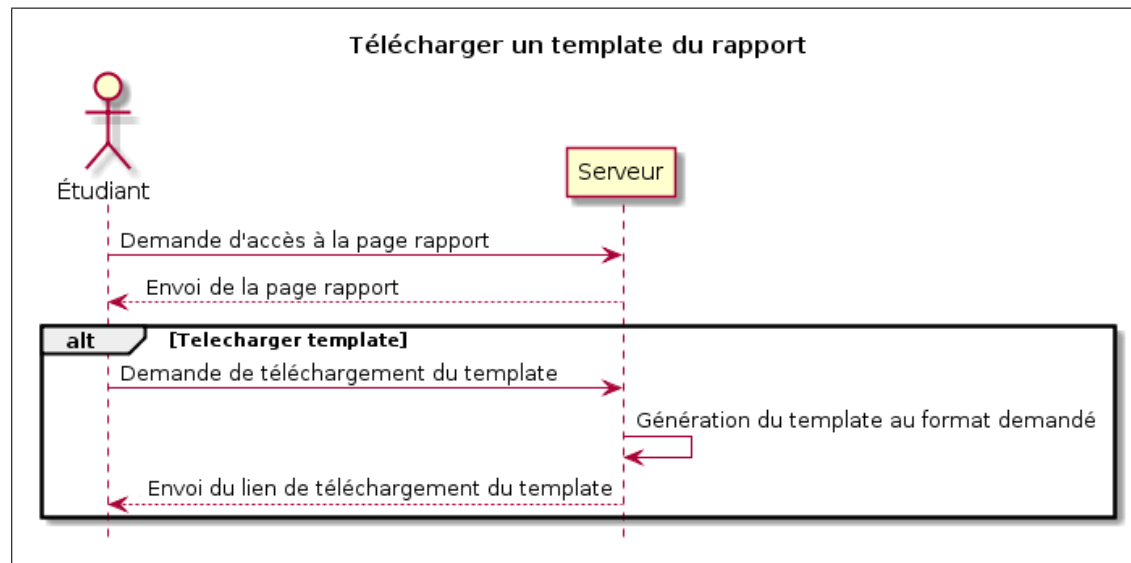 Télécharger un template du rapport
Étudiant
Serveur
Demande d'accès à la page rapport
Envoi de la page rapport
alt [Telecharger template]
Demande de téléchargement du template
Génération du template au format demandé
Envoi du lien de téléchargement du template